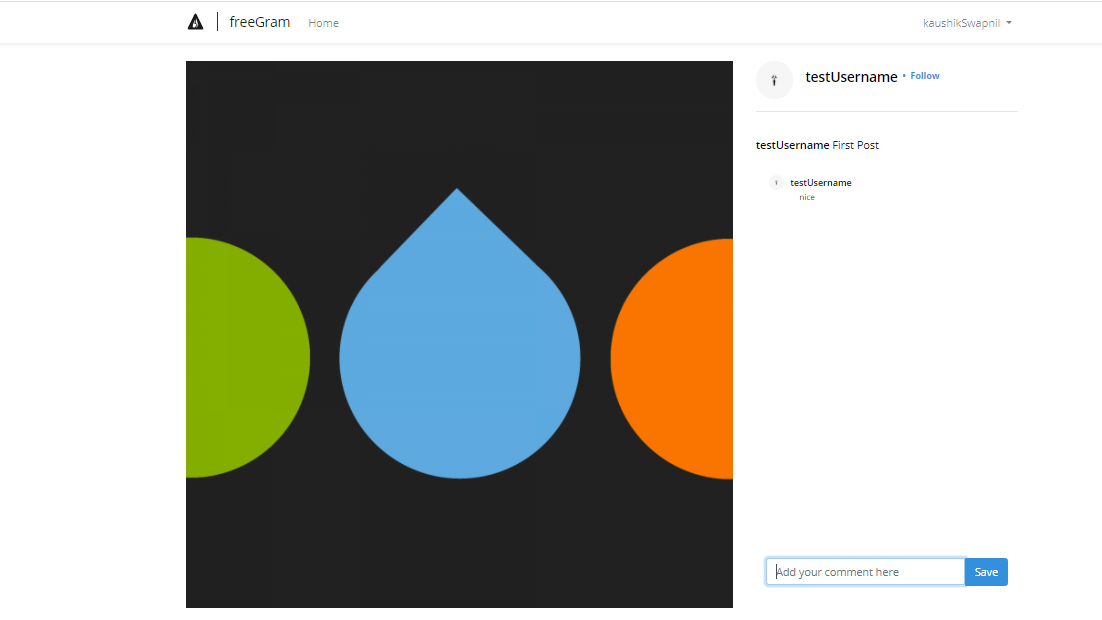 freeGram Home kaushikSwapnil
testUsername • Follow
testUsername First Post
testUsername
nice
Add your comment here Save